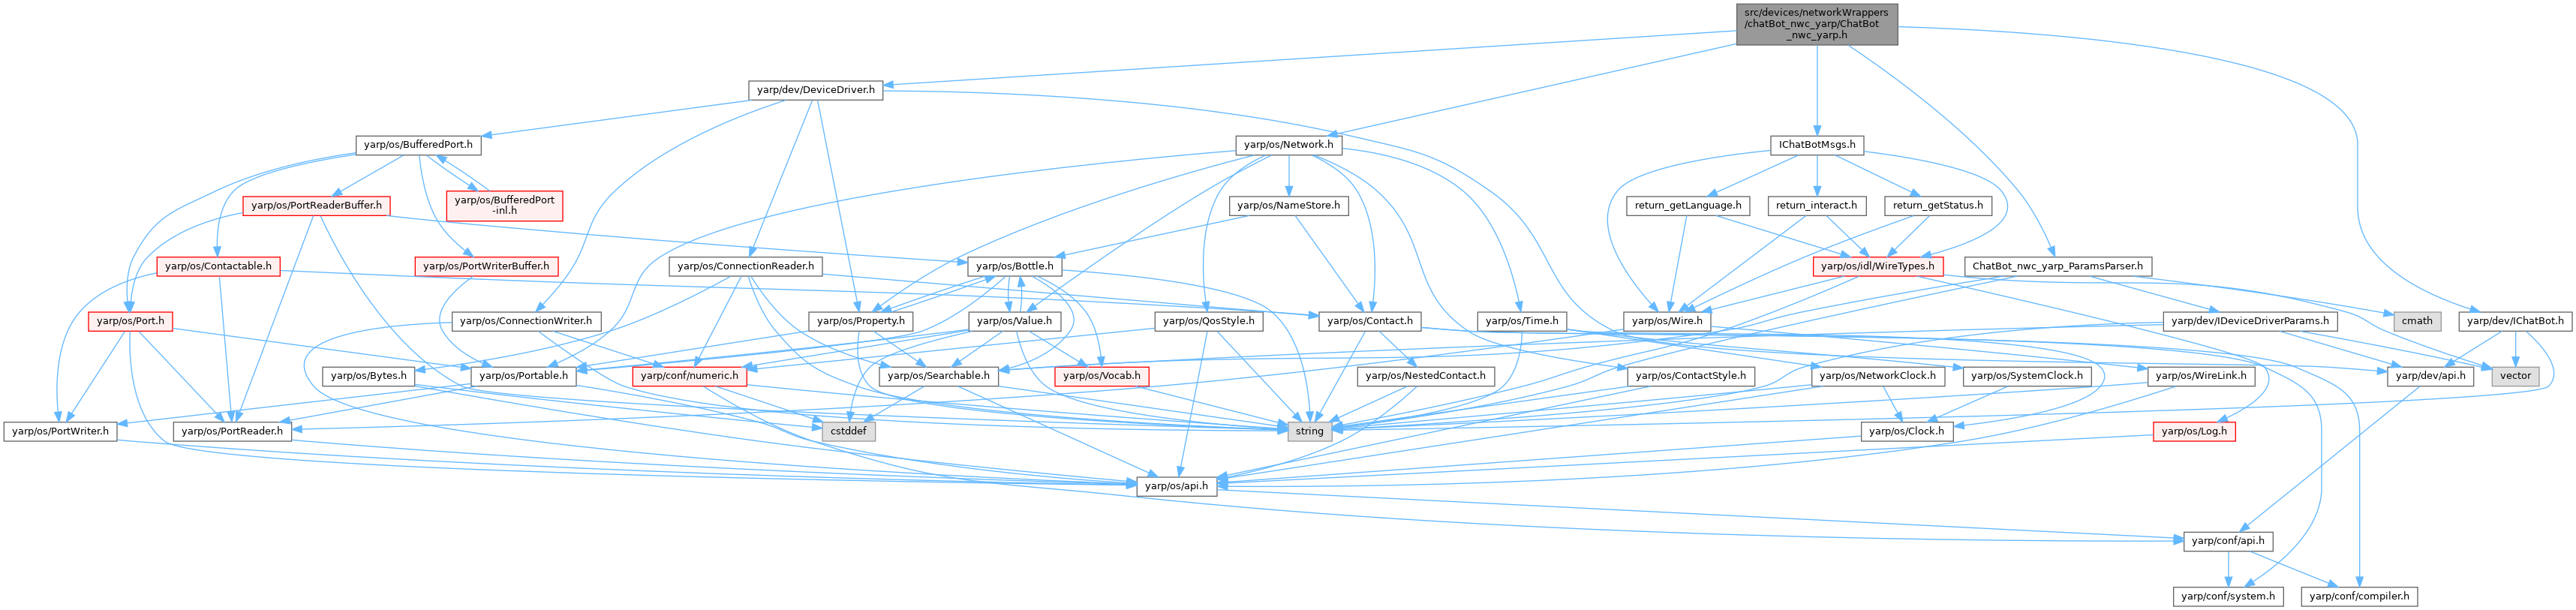 src/devices/networkWrappers
/chatBot_nwc_yarp/ChatBot
_nwc_yarp.h
yarp/dev/DeviceDriver.h
yarp/os/BufferedPort.h
yarp/os/Network.h
IChatBotMsgs.h
yarp/os/PortReaderBuffer.h
yarp/os/BufferedPort
-inl.h
yarp/os/NameStore.h
return_getLanguage.h
return_interact.h
return_getStatus.h
yarp/os/Contactable.h
yarp/os/PortWriterBuffer.h
yarp/os/ConnectionReader.h
yarp/os/Bottle.h
yarp/os/idl/WireTypes.h
ChatBot_nwc_yarp_ParamsParser.h
yarp/os/Port.h
yarp/os/ConnectionWriter.h
yarp/os/Property.h
yarp/os/Value.h
yarp/os/QosStyle.h
yarp/os/Contact.h
yarp/os/Time.h
yarp/os/Wire.h
yarp/dev/IDeviceDriverParams.h
cmath
yarp/dev/IChatBot.h
yarp/os/Bytes.h
yarp/os/Portable.h
yarp/conf/numeric.h
yarp/os/Searchable.h
yarp/os/Vocab.h
yarp/os/NestedContact.h
yarp/os/ContactStyle.h
yarp/os/NetworkClock.h
yarp/os/SystemClock.h
yarp/os/WireLink.h
yarp/dev/api.h
vector
yarp/os/PortWriter.h
yarp/os/PortReader.h
cstddef
string
yarp/os/Clock.h
yarp/os/Log.h
yarp/os/api.h
yarp/conf/api.h
yarp/conf/system.h
yarp/conf/compiler.h